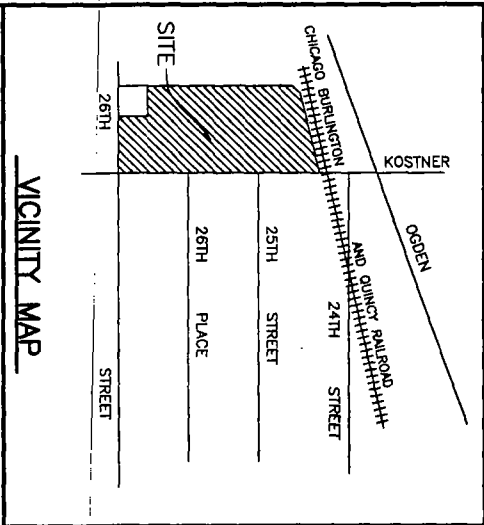 CHICAGO BURLINGTON AND QUINCY RAILROAD
OGDEN
KOSTNER
SITE
24TH STREET
25TH STREET
26TH PLACE
26TH STREET
VICINITY MAP